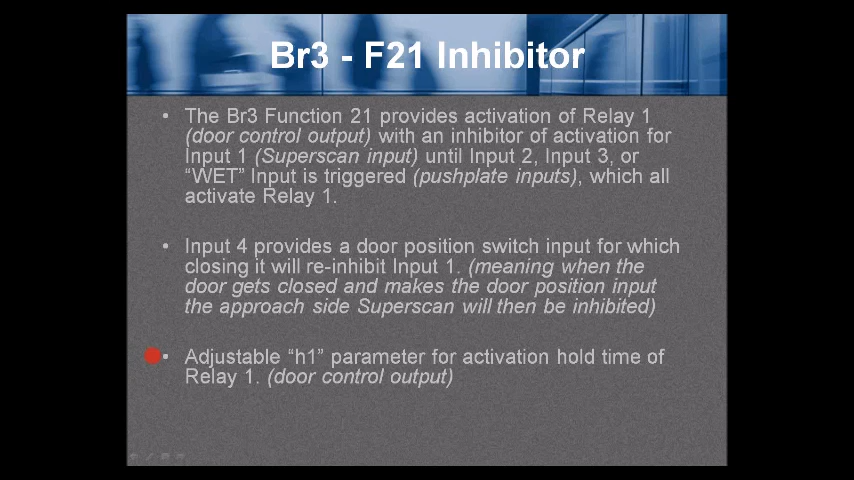 Br3 - F21 Inhibitor
• The Br3 Function 21 provides activation of Relay 1
(door control output) with an inhibitor of activation for
Input 1 (Superscan input) until Input 2, Input 3, or
“WET” Input is triggered (pushplate inputs), which all
activate Relay 1.
• Input 4 provides a door position switch input for which
closing it will re-inhibit Input 1. (meaning when the
door gets closed and makes the door position input
the approach side Superscan will then be inhibited)
• Adjustable “h1” parameter for activation hold time of
Relay 1. (door control output)